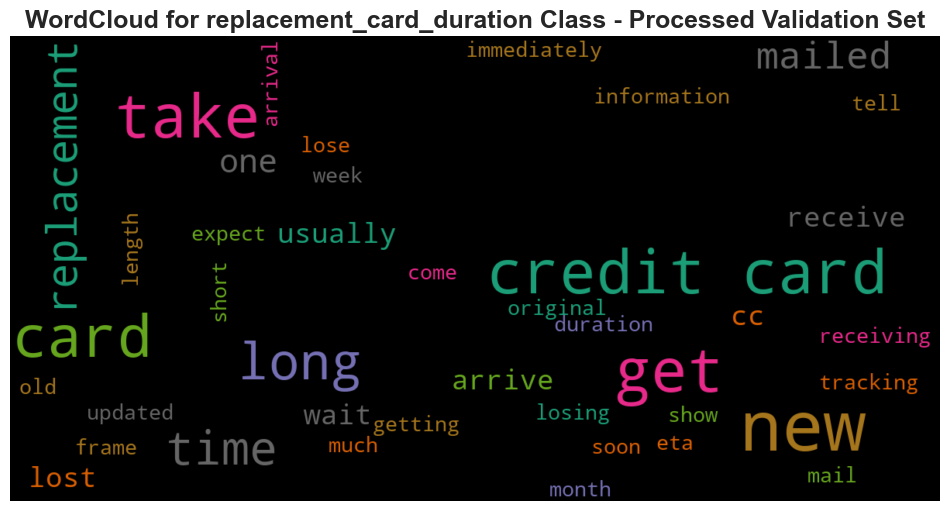 WordCloud for replacement_card_duration Class - Processed Validation Set
immediately
mailed
replacement
arrival
take
information
tell
lose
one
week
receive
length
expect
usually
short
come
credit card
original
duration
cc
card
long
receiving
get
arrive
old
tracking
updated
wait
getting
losing
show
new
time
frame
much
soon
eta
lost
mail
month